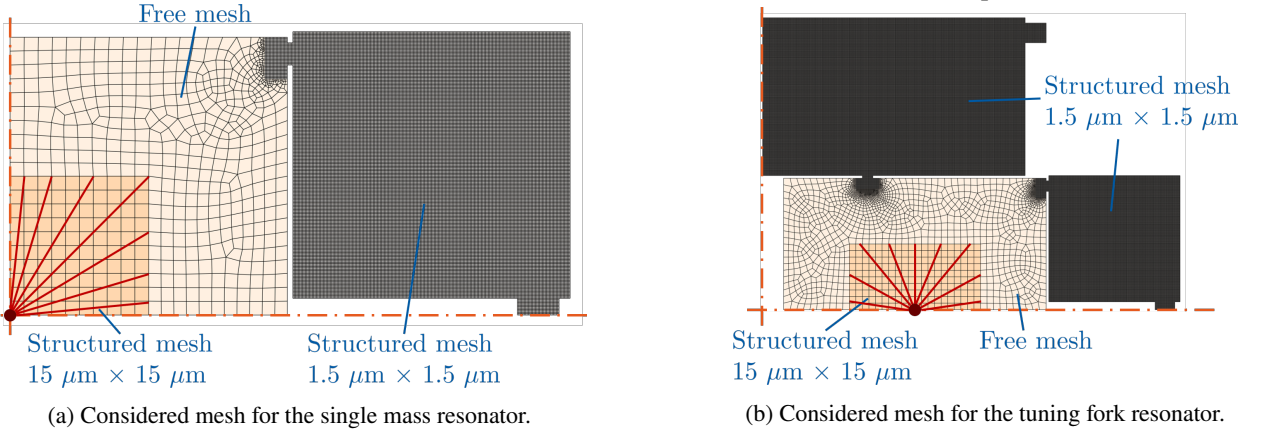 Free mesh
Structured mesh
15 μm × 15 μm
Structured mesh
1.5 μm × 1.5 μm
(a) Considered mesh for the single mass resonator.
Structured mesh
1.5 μm × 1.5 μm
Structured mesh
15 μm × 15 μm
Free mesh
(b) Considered mesh for the tuning fork resonator.